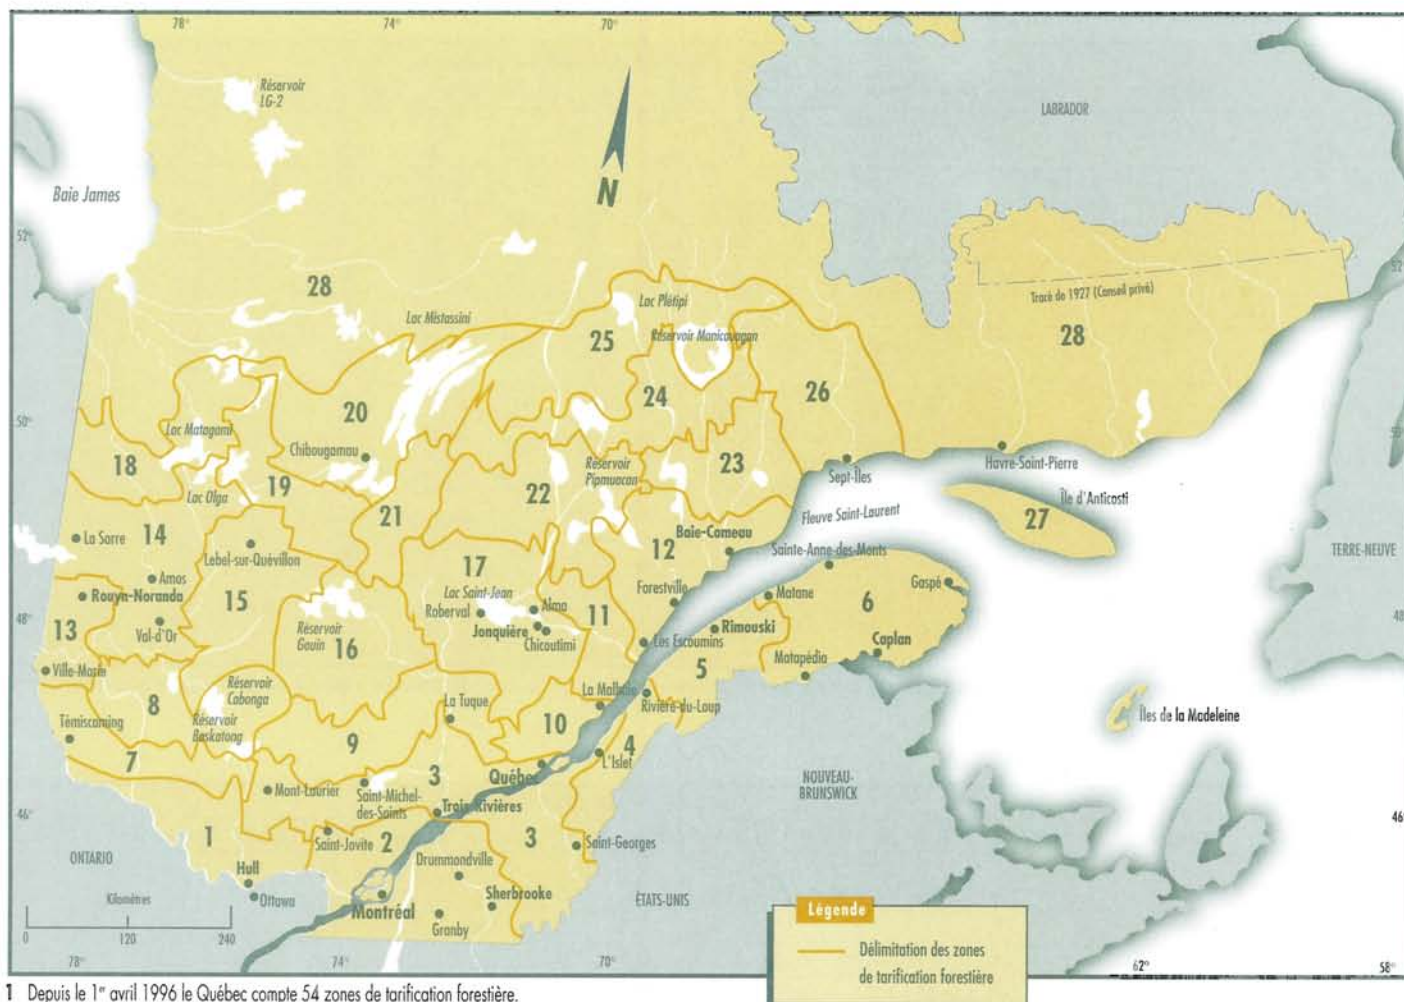 78°
74°
70°
Réservoir
LG-2
LABRADOR
Baie James
N
52°
52
28
Lac Mistassini
Lac Plétipi
Tracé de 1927 (Conseil privé)
Réservoir Manicouagan
25
28
20
24
26
50°
50°
Lac Matagami
Chibougamau
18
23
Réservoir
Pipmuacan
Sept-Îles
Havre-Saint-Pierre
Lac Olga
19
22
21
Île d'Anticosti
27
Fleuve Saint-Laurent
La Sarre
14
Baie-Comeau
12
Sainte-Anne-des-Monts
TERRE-NEUVE
Lebel-sur-Quévillon
17
Amos
Rouyn-Noranda
15
Lac Saint-Jean
Forestville
Gaspé
Matane
6
Roberval
Alma
11
48°
48°
13
Val-d'Or
Réservoir
Gouin
16
Jonquière
Chicoutimi
Les Escoumins
Rimouski
Caplan
Ville-Marie
5
Matapédia
8
Réservoir
Cabonga
La Malbaie
Rivière-du-Loup
La Tuque
Témiscaming
Réservoir
Baskatong
9
10
4
Îles de la Madeleine
7
L'Islet
Québec
3
Mont-Laurier
Saint-Michel-
des-Saints
NOUVEAU-
BRUNSWICK
Trois-Rivières
46°
46°
1
Saint-Jovite
2
3
Saint-Georges
ONTARIO
Drummondville
Hull
Kilomètres
Ottawa
Montréal
Sherbrooke
ÉTATS-UNIS
Granby
0
120
240
Légende
Délimitation des zones
de tarification forestière
78°
74°
70°
62°
58°
1 Depuis le 1er avril 1996 le Québec compte 54 zones de tarification forestière.